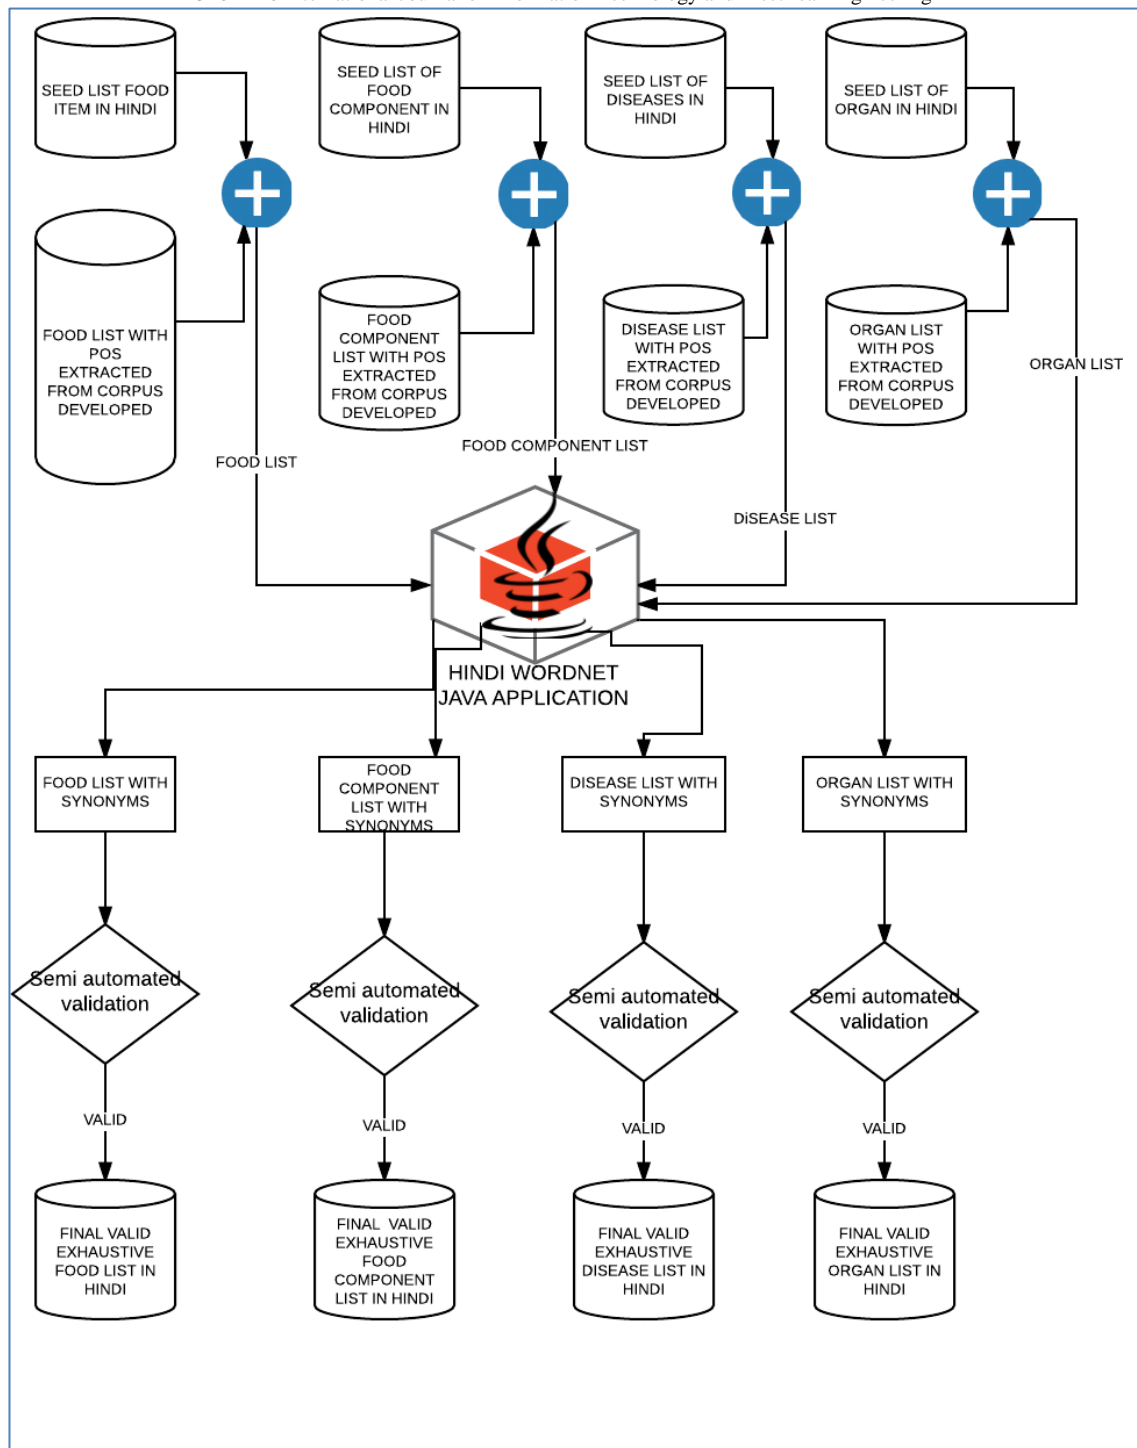 SEED LIST FOOD
ITEM IN HINDI
SEED LIST OF
FOOD
COMPONENT IN
HINDI
SEED LIST OF
DISEASES IN
HINDI
SEED LIST OF
ORGAN IN HINDI
FOOD LIST WITH
POS
EXTRACTED
FROM CORPUS
DEVELOPED
FOOD
COMPONENT
LIST WITH POS
EXTRACTED
FROM CORPUS
DEVELOPED
DISEASE LIST
WITH POS
EXTRACTED
FROM CORPUS
DEVELOPED
ORGAN LIST
WITH POS
EXTRACTED
FROM CORPUS
DEVELOPED
ORGAN LIST
FOOD LIST
FOOD COMPONENT LIST
DiSEASE LIST
HINDI WORDNET
JAVA APPLICATION
FOOD LIST WITH
SYNONYMS
FOOD
COMPONENT
LIST WITH
SYNONYMS
DISEASE LIST WITH
SYNONYMS
ORGAN LIST WITH
SYNONYMS
Semi automated
validation
Semi automated
validation
Semi automated
validation
Semi automated
validation
VALID
VALID
VALID
VALID
FINAL VALID
EXHAUSTIVE
FOOD LIST IN
HINDI
FINAL VALID
EXHAUSTIVE
FOOD
COMPONENT
LIST IN HINDI
FINAL VALID
EXHAUSTIVE
DISEASE LIST IN
HINDI
FINAL VALID
EXHAUSTIVE
ORGAN LIST IN
HINDI